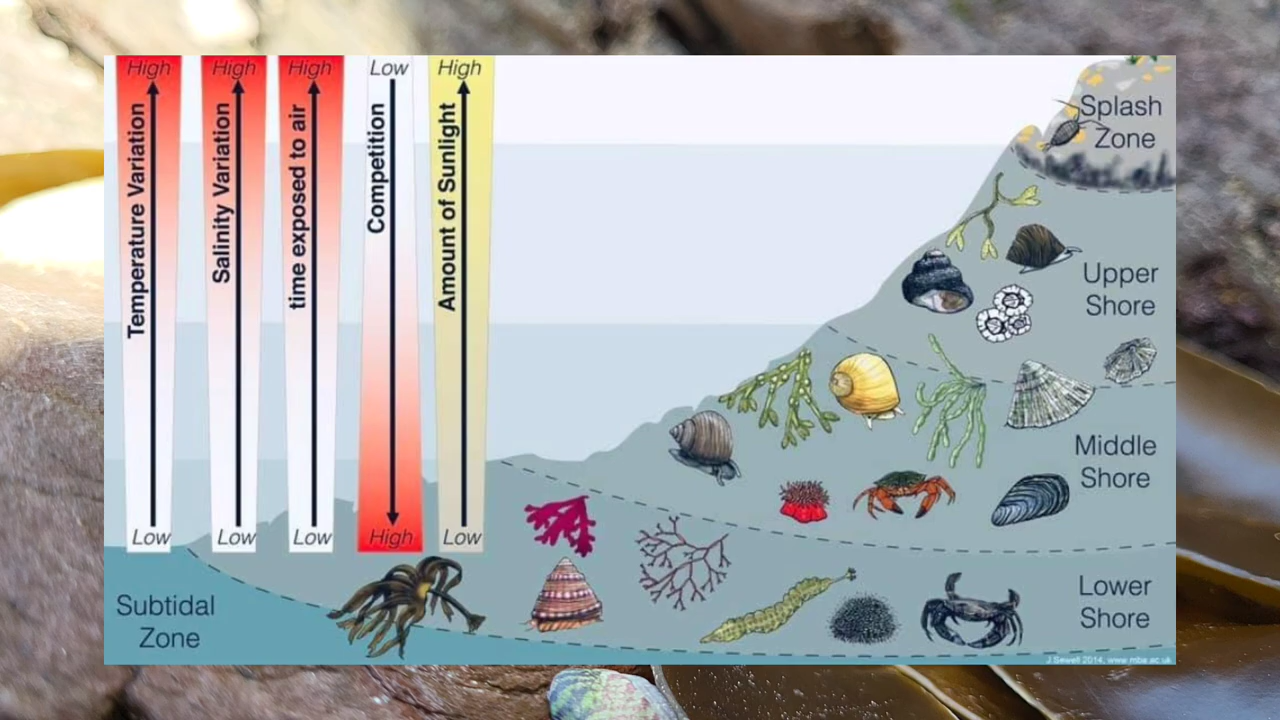 High
High
High
Low
High
Temperature Variation
Salinity Variation
time exposed to air
Competition
Amount of Sunlight
Low
Low
Low
High
Low
Splash
Zone
Upper
Shore
Middle
Shore
Lower
Shore
Subtidal
Zone
J Sewell 2014, www.mba.ac.uk